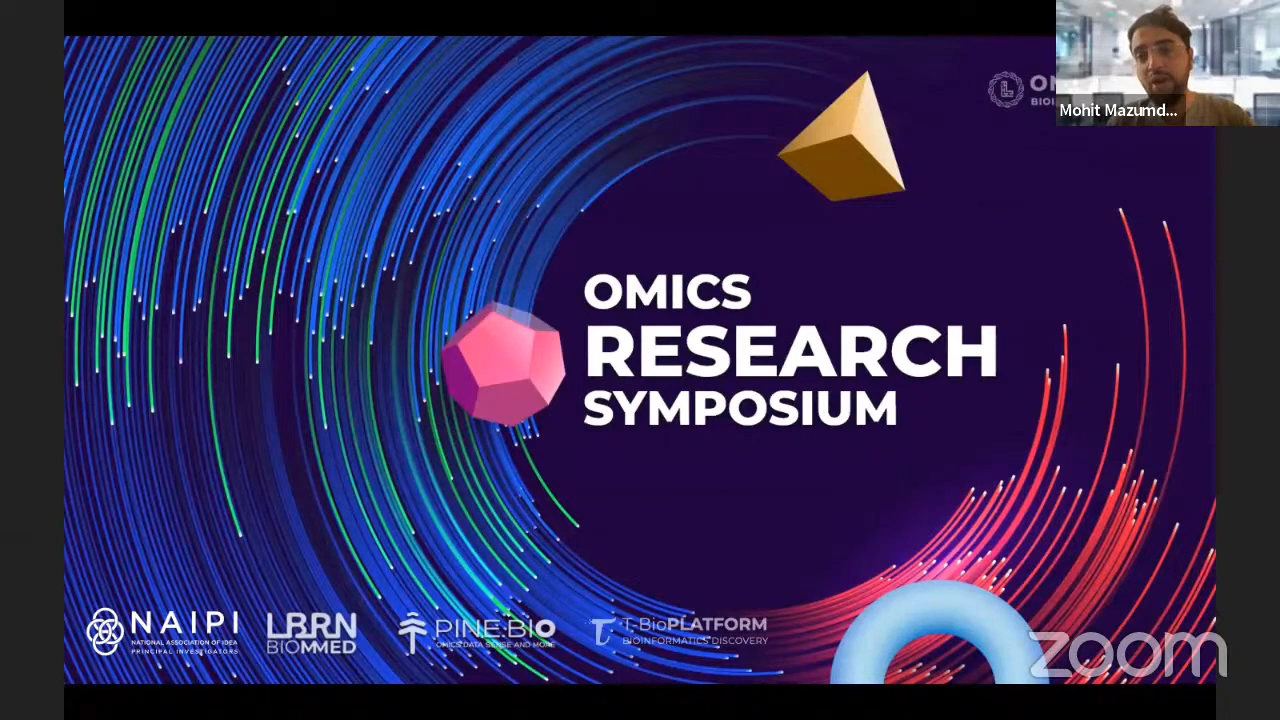 Mohit Mazumd...
OMICS
RESEARCH
SYMPOSIUM
NAIPI
NATIONAL ASSOCIATION OF IDEA
PRINCIPAL INVESTIGATORS
LBRN
BIOMMED
PINE.BIO
OMICS DATA SENSE AND MORE
T-BioPLATFORM
BIOINFORMATICS DISCOVERY
zoom